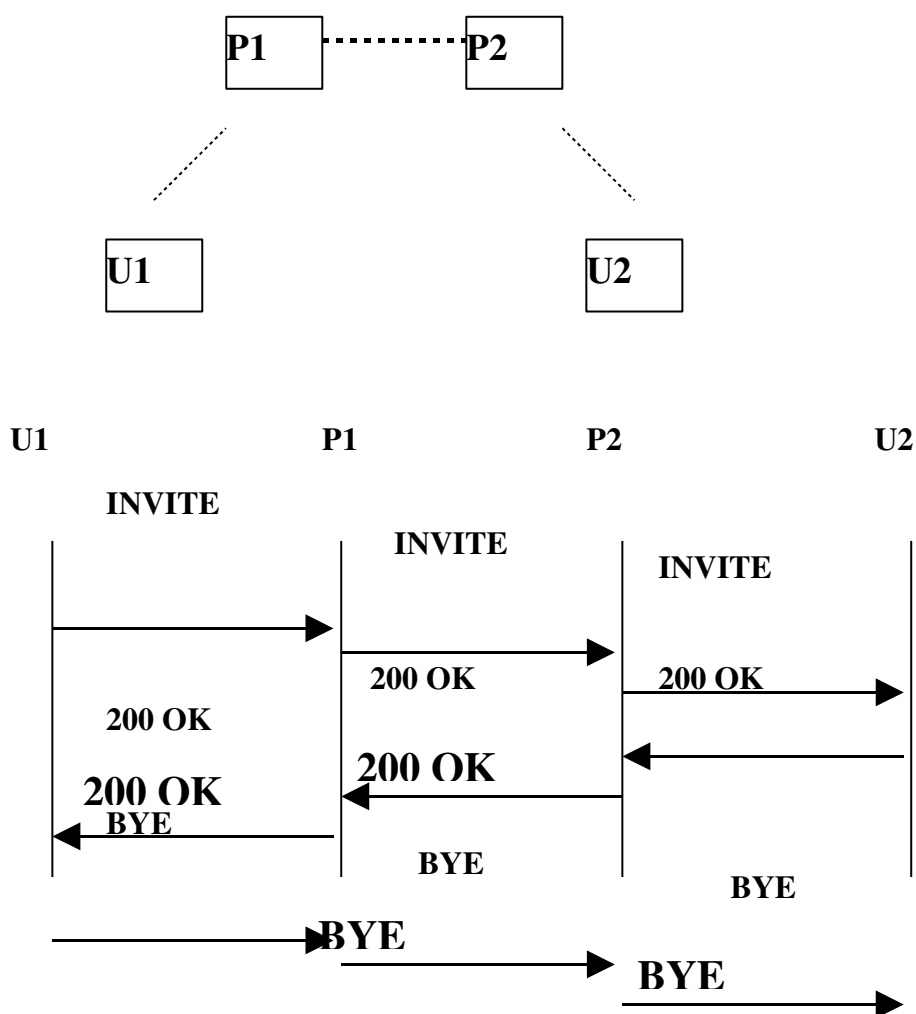 P1 P2
U1 U2
U1 P1 P2 U2
INVITE
INVITE
INVITE
200 OK 200 OK
200 OK
200 OK
200 OK
BYE
BYE
BYE
BYE
BYE